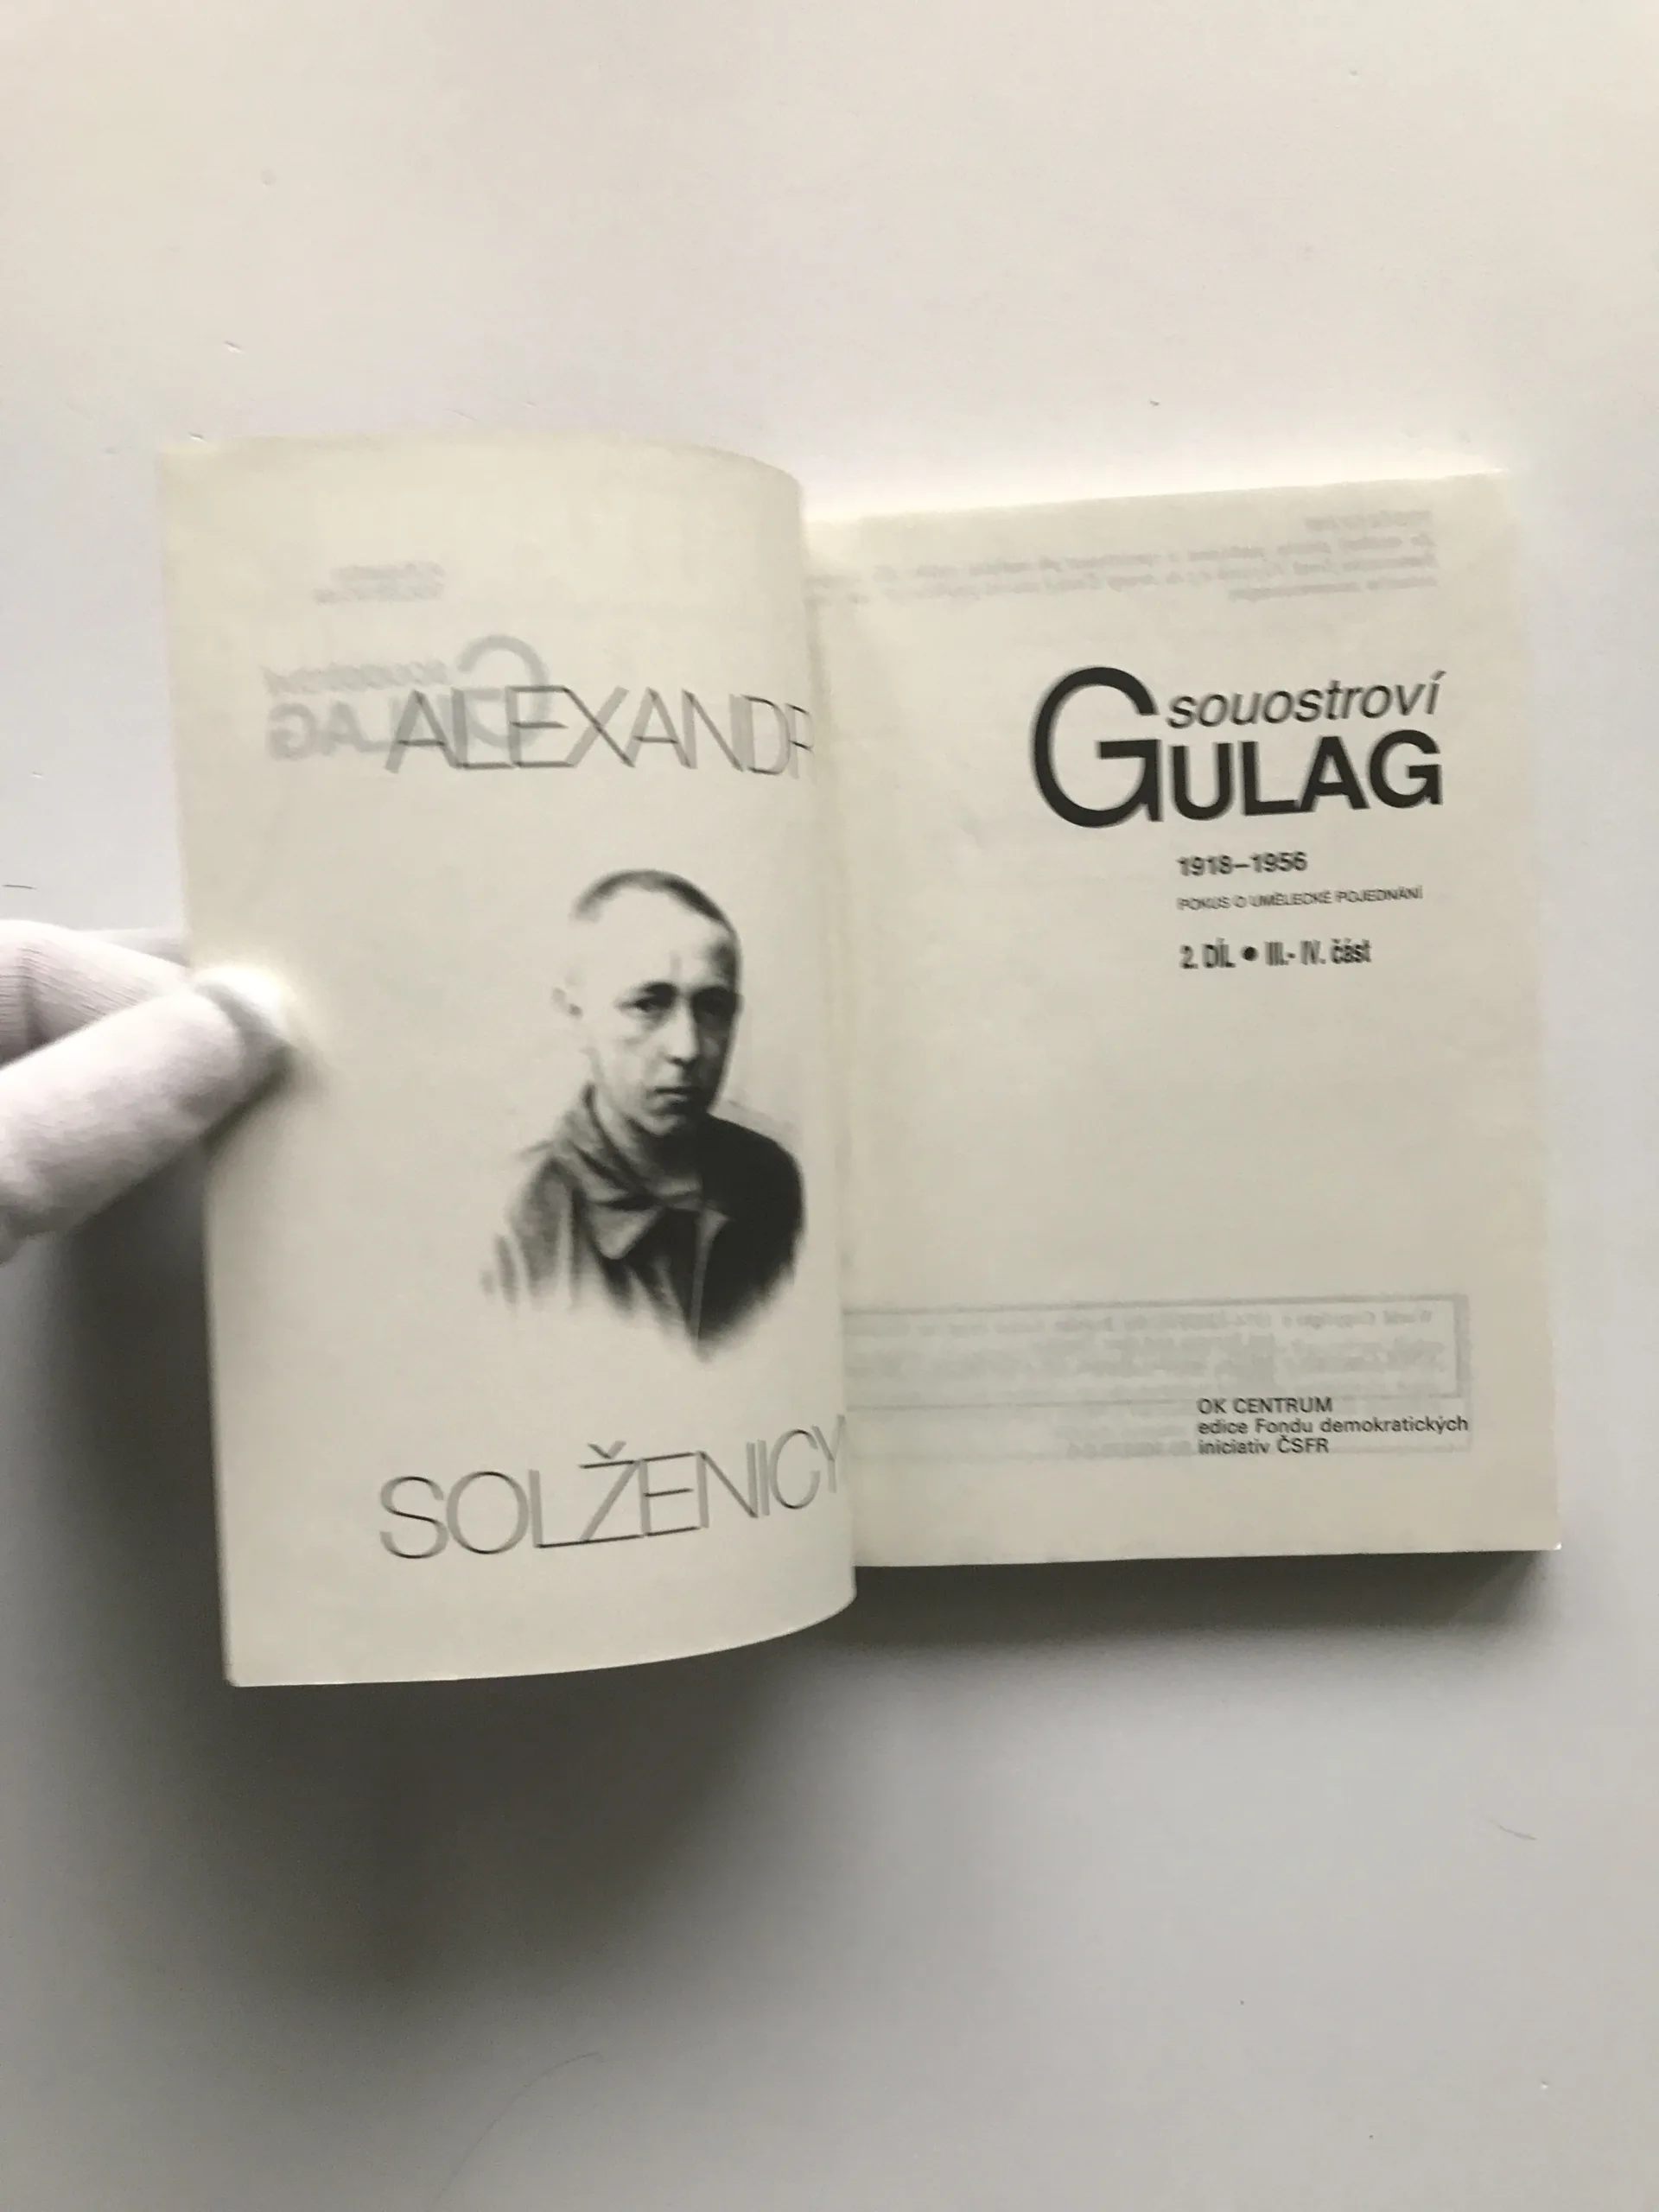 ALEXANDR
SOLŽENICY
souostroví
GULAG
1918–1956
POKUS O UMĚLECKÉ POJEDNÁNÍ
2. DÍL • III.- IV. část
OK CENTRUM
edice Fondu demokratických
iniciativ ČSFR